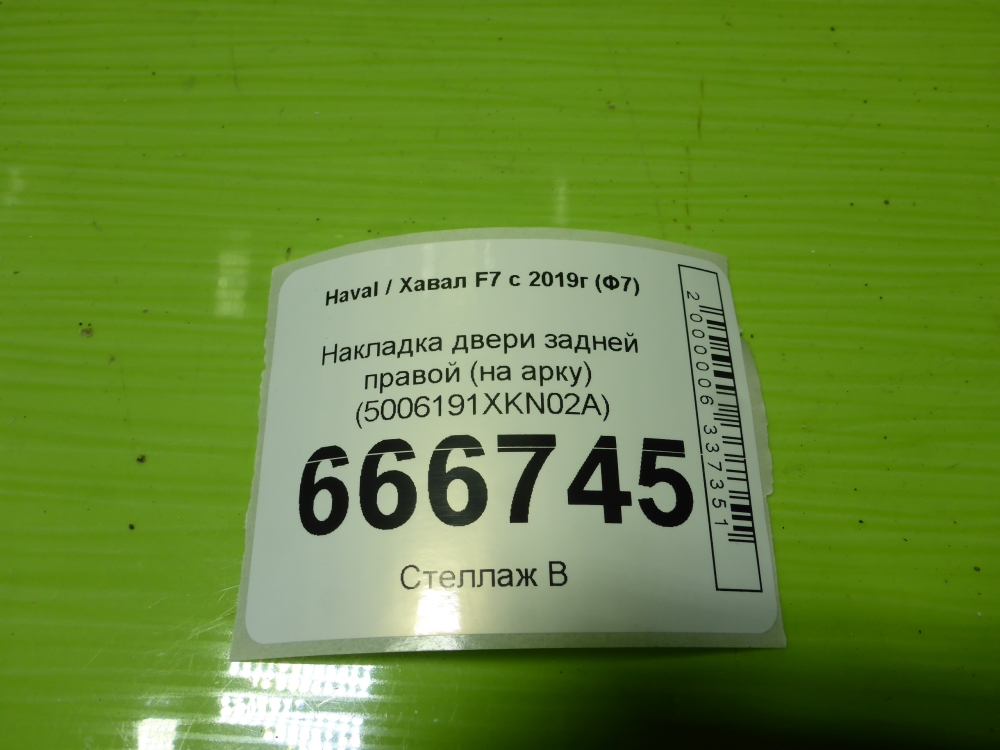 Haval / Хавал F7 с 2019г (Ф7)
Накладка двери задней
правой (на арку)
(5006191XKN02A)
666745
Стеллаж В
2000006337351